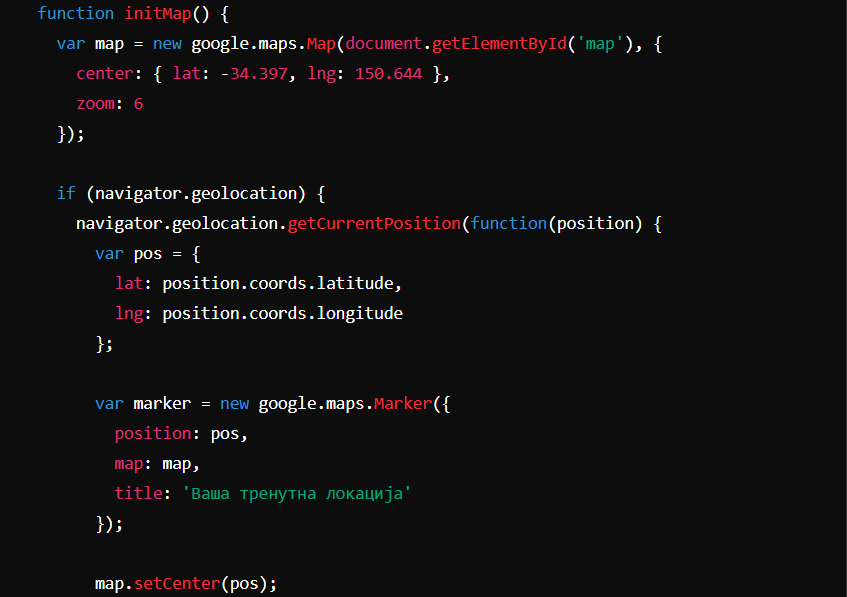 function initMap() {
var map = new google.maps.Map(document.getElementById('map'), {
center: { lat: -34.397, lng: 150.644 },
zoom: 6
});
if (navigator.geolocation) {
navigator.geolocation.getCurrentPosition(function(position) {
var pos = {
lat: position.coords.latitude,
lng: position.coords.longitude
};
var marker = new google.maps.Marker({
position: pos,
map: map,
title: 'Ваша тренутна локација'
});
map.setCenter(pos);